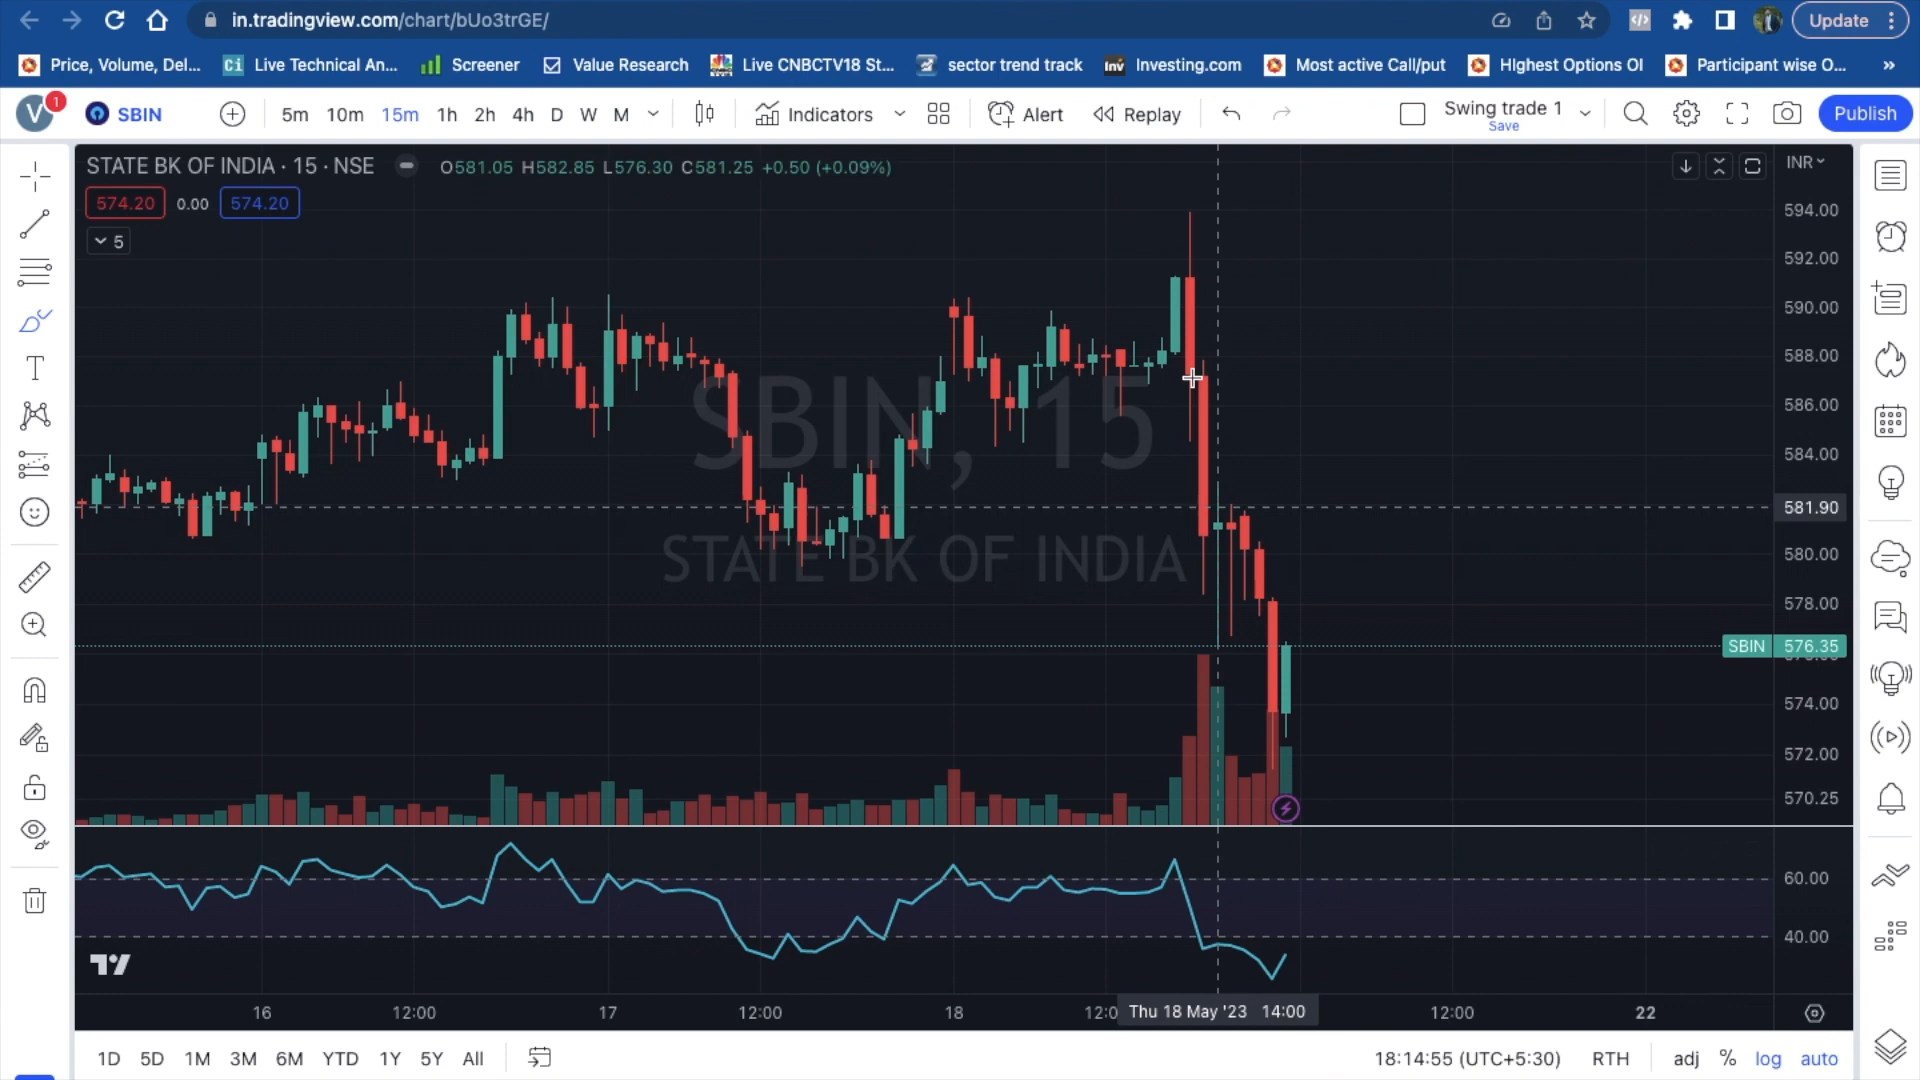 in.tradingview.com/chart/bUo3trGE/
Update
Price, Volume, Del...
Ci Live Technical An...
Screener
Value Research
Live CNBCTV18 St...
sector trend track
Inv Investing.com
Most active Call/put
HIghest Options OI
Participant wise O...
»
V 1 SBIN
5m 10m 15m 1h 2h 4h D W M
Indicators
Alert
Replay
Swing trade 1
Save
Publish
STATE BK OF INDIA · 15 · NSE
O581.05 H582.85 L576.30 C581.25 +0.50 (+0.09%)
INR
574.20 0.00 574.20
5
594.00
592.00
590.00
588.00
586.00
584.00
581.90
580.00
578.00
SBIN 576.35
574.00
572.00
570.25
SBIN, 15
STATE BK OF INDIA
60.00
40.00
16 12:00 17 12:00 18 12:0 Thu 18 May '23 14:00 12:00 22
1D 5D 1M 3M 6M YTD 1Y 5Y All
18:14:55 (UTC+5:30) RTH adj % log auto